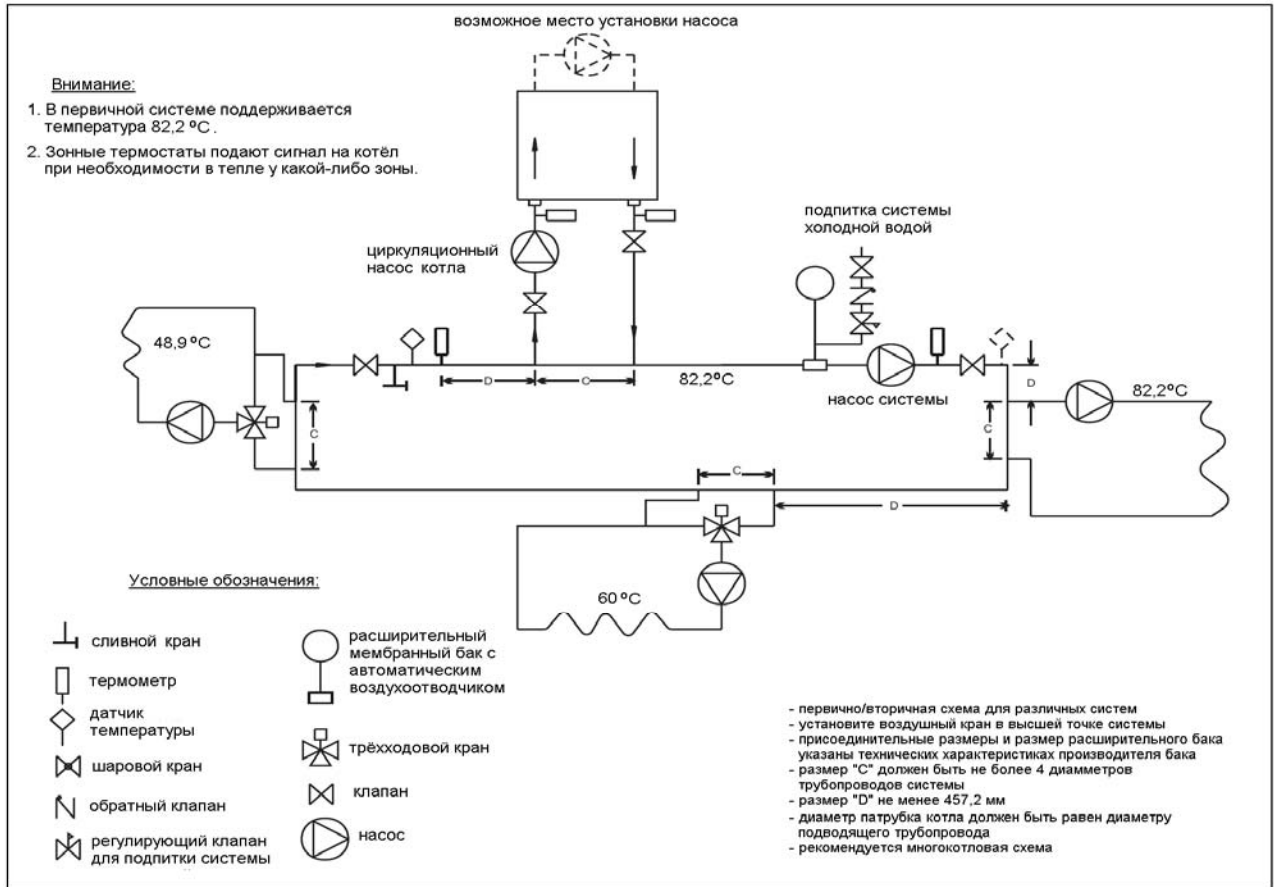 возможное место установки насоса
Внимание:
1. В первичной системе поддерживается
температура 82,2 ºС .
2. Зонные термостаты подают сигнал на котёл
при необходимости в тепле у какой-либо зоны.
подпитка системы
холодной водой
циркуляционный
насос котла
48,9 ºС
D
C
82,2ºС
насос системы
D
82,2ºС
C
C
C
D
60 ºС
Условные обозначения:
сливной кран
термометр
датчик
температуры
шаровой кран
обратный клапан
регулирующий клапан
для подпитки системы
расширительный
мембранный бак с
автоматическим
воздухоотводчиком
трёхходовой кран
клапан
насос
- первично/вторичная схема для различных систем
- установите воздушный кран в высшей точке системы
- присоединительные размеры и размер расширительного бака
указаны технических характеристиках производителя бака
- размер "С" должен быть не более 4 диамметров
трубопроводов системы
- размер "D" не менее 457,2 мм
- диаметр патрубка котла должен быть равен диаметру
подводящего трубопровода
- рекомендуется многокотловая схема